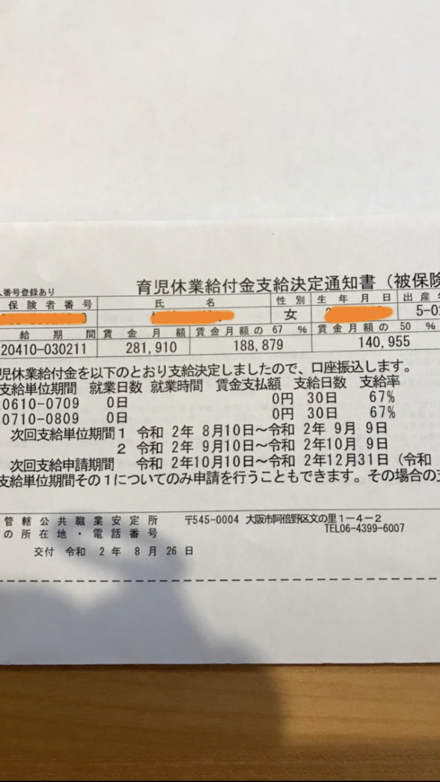 人番号登録あり
育児休業給付金支給決定通知書(被保険
保険者番号 氏名 性別 生年月日 出産
女 5-0
給期間 賃金月額 賃金月額の67% 賃金月額の50%
20410-030211 281,910 188,879 140,955
児休業給付金を以下のとおり支給決定しましたので、口座振込します。
支給単位期間 就業日数 就業時間 賃金支払額 支給日数 支給率
0610-0709 0日 0円 30日 67%
0710-0809 0日 0円 30日 67%
次回支給単位期間1 令和 2年 8月10日~令和 2年 9月 9日
2 令和 2年 9月10日~令和 2年10月 9日
次回支給申請期間 令和 2年10月10日~令和 2年12月31日(令和
支給単位期間その1についてのみ申請を行うこともできます。その場合の支
管轄公共職業安定所 〒545-0004 大阪市阿倍野区文の里1-4-2
の所在地・電話番号 TEL06-4399-6007
交付 令和 2年 8月 26日